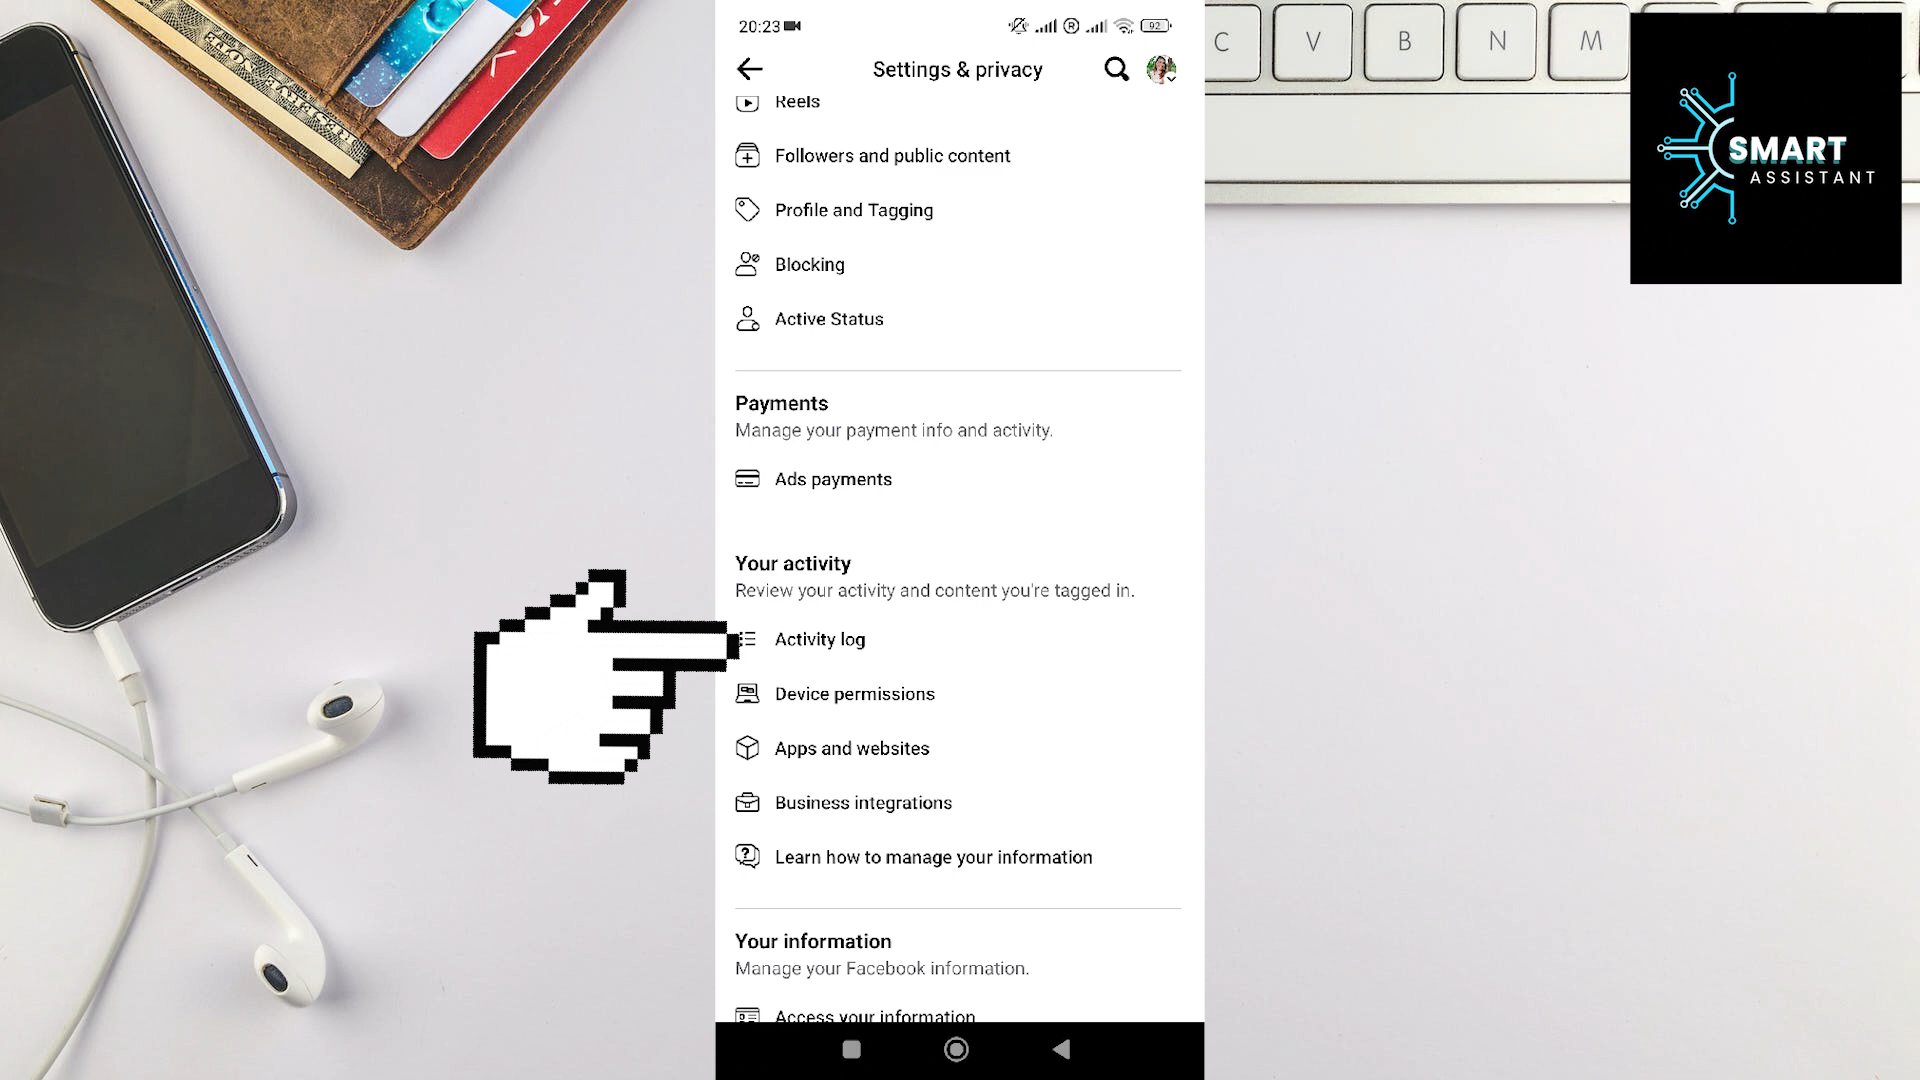 20:23
92
Settings & privacy
Reels
Followers and public content
Profile and Tagging
Blocking
Active Status
Payments
Manage your payment info and activity.
Ads payments
Your activity
Review your activity and content you're tagged in.
Activity log
Device permissions
Apps and websites
Business integrations
Learn how to manage your information
Your information
Manage your Facebook information.
Access your information
C V B N M
SMART
ASSISTANT